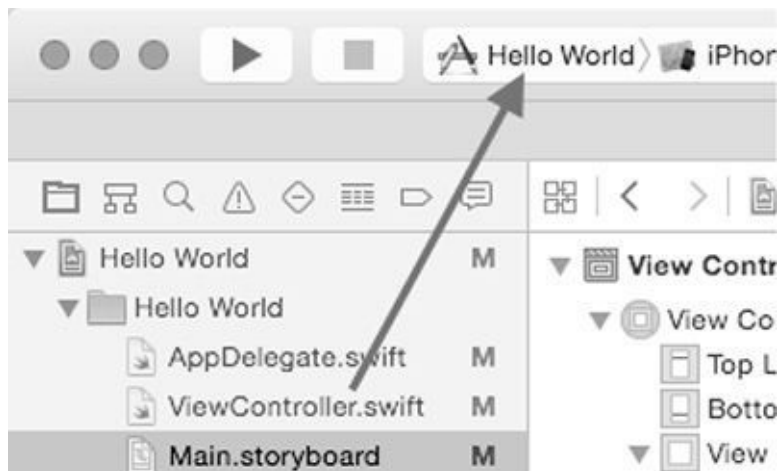 Hello World iPhor
Hello World M
Hello World
AppDelegate.swift M
ViewController.swift M
Main.storyboard M
View Contr
View Co
Top L
Botto
View